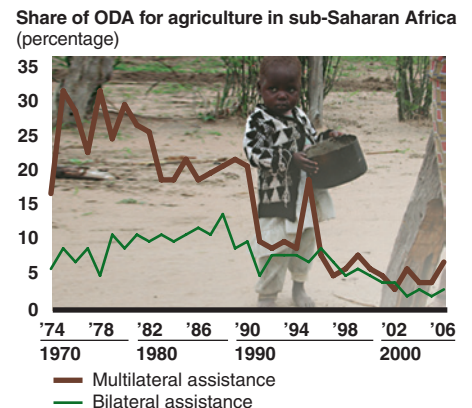 Share of ODA for agriculture in sub-Saharan Africa
(percentage)
35
30
25
20
15
10
5
0
’74 ’78 ’82 ’86 ’90 ’94 ’98 ’02 ’06
1970 1980 1990 2000
Multilateral assistance
Bilateral assistance